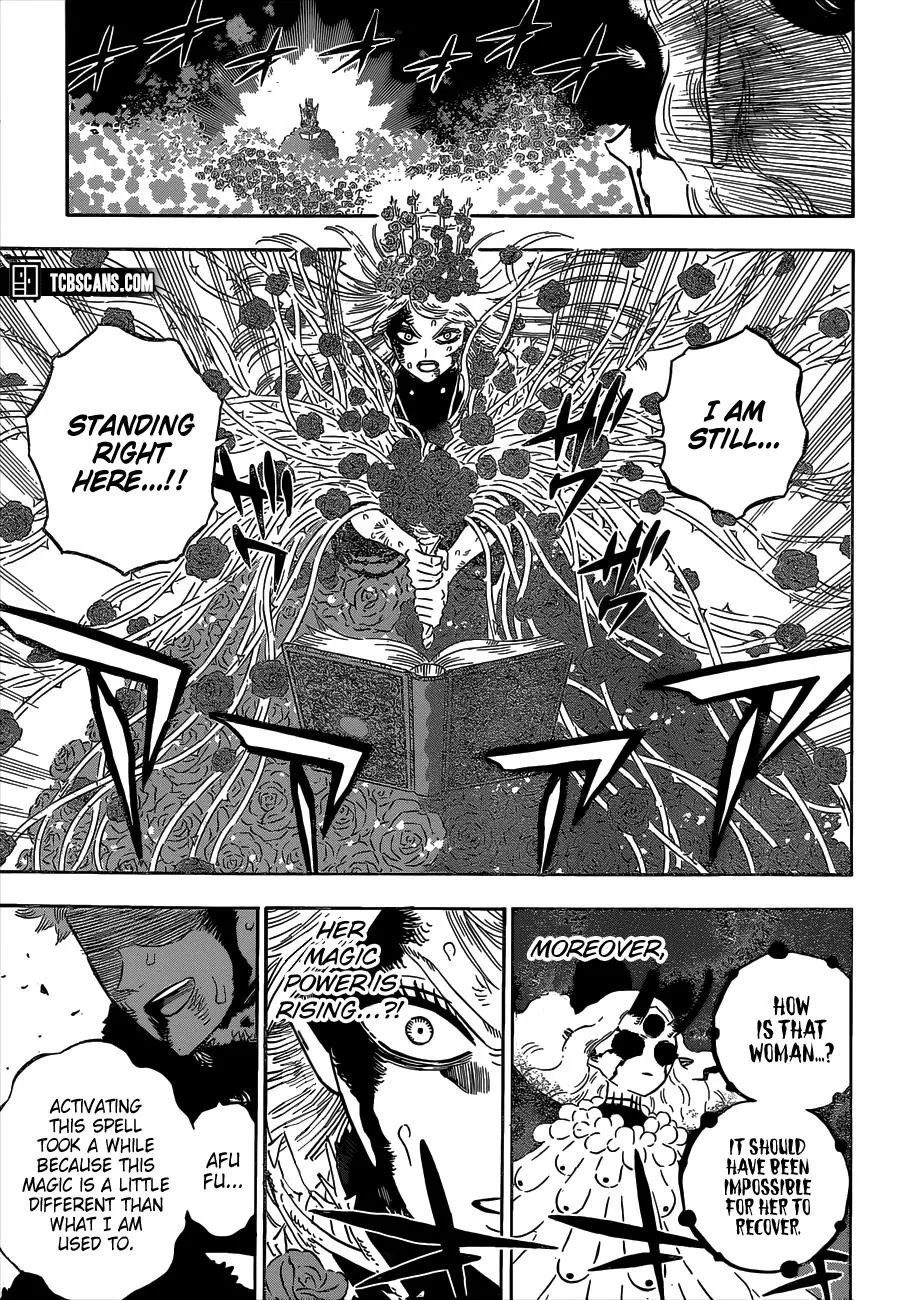 TCBSCANS.COM
I AM
STILL...
STANDING
RIGHT
HERE...!!
MOREOVER,
HOW
IS THAT
WOMAN...?
IT SHOULD
HAVE BEEN
IMPOSSIBLE
FOR HER TO
RECOVER.
HER
MAGIC
POWER IS
RISING...?!
AFU
FU...
ACTIVATING
THIS SPELL
TOOK A WHILE
BECAUSE THIS
MAGIC IS A LITTLE
DIFFERENT THAN
WHAT I AM
USED TO.